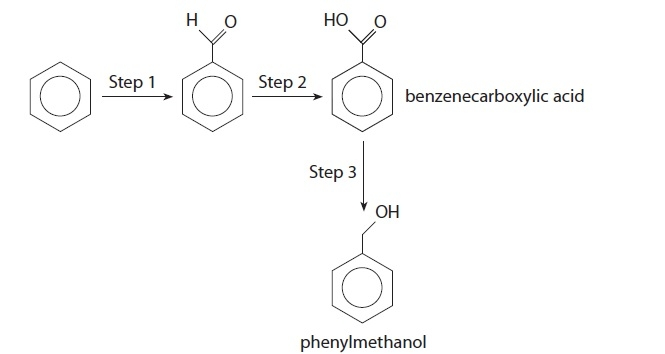 H O
HO O
Step 1
Step 2
benzenecarboxylic acid
Step 3
OH
phenylmethanol